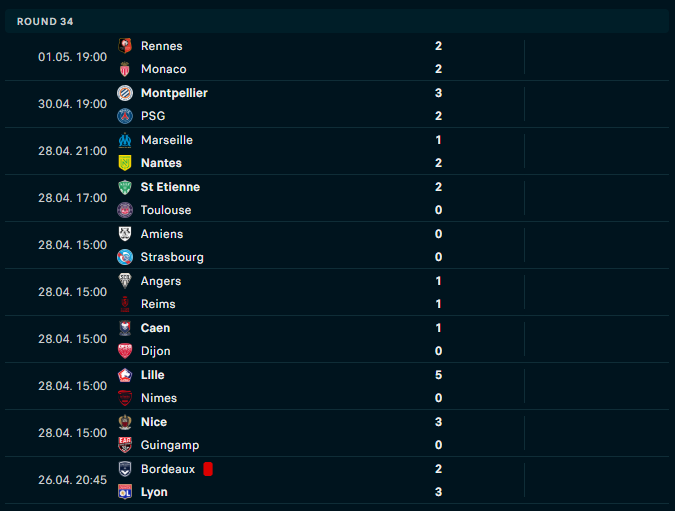 ROUND 34
01.05. 19:00
Rennes 2
Monaco 2
30.04. 19:00
Montpellier 3
PSG 2
28.04. 21:00
Marseille 1
Nantes 2
28.04. 17:00
St Etienne 2
Toulouse 0
28.04. 15:00
Amiens 0
Strasbourg 0
28.04. 15:00
Angers 1
Reims 1
28.04. 15:00
Caen 1
Dijon 0
28.04. 15:00
Lille 5
Nimes 0
28.04. 15:00
Nice 3
Guingamp 0
26.04. 20:45
Bordeaux 2
Lyon 3